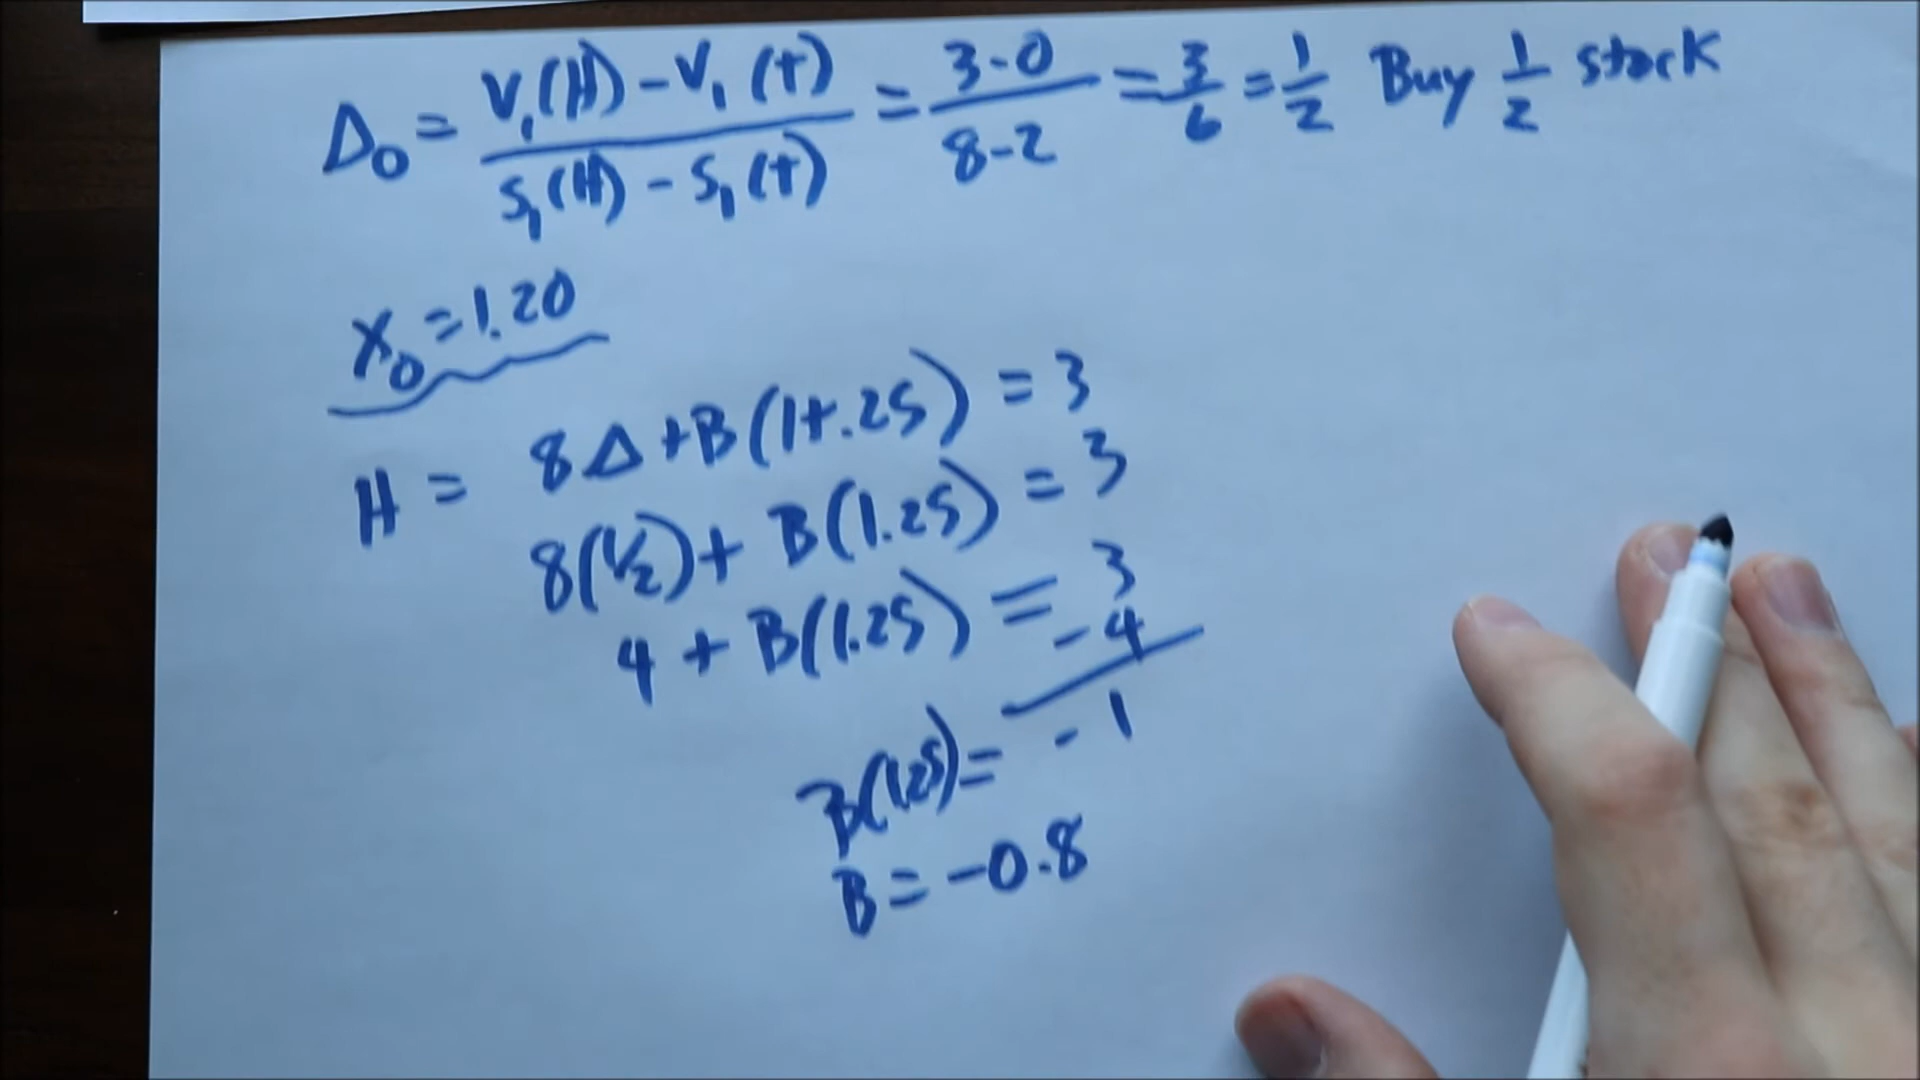 Δ₀ = (V₁(H) - V₁(T)) / (S₁(H) - S₁(T)) = (3-0) / (8-2) = 3/6 = 1/2 Buy 1/2 stock
X₀ = 1.20
H = 8Δ + B(1+.25) = 3
8(1/2) + B(1.25) = 3
4 + B(1.25) = 3
-4
B(1.25) = -1
B = -0.8